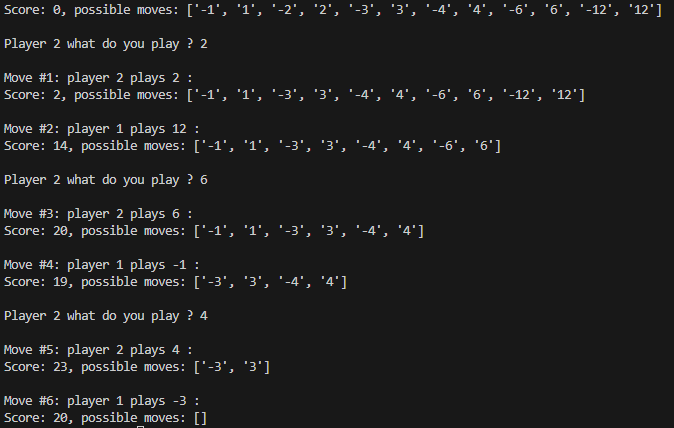 Score: 0, possible moves: ['-1', '1', '-2', '2', '-3', '3', '-4', '4', '-6', '6', '-12', '12']
Player 2 what do you play ? 2
Move #1: player 2 plays 2 :
Score: 2, possible moves: ['-1', '1', '-3', '3', '-4', '4', '-6', '6', '-12', '12']
Move #2: player 1 plays 12 :
Score: 14, possible moves: ['-1', '1', '-3', '3', '-4', '4', '-6', '6']
Player 2 what do you play ? 6
Move #3: player 2 plays 6 :
Score: 20, possible moves: ['-1', '1', '-3', '3', '-4', '4']
Move #4: player 1 plays -1 :
Score: 19, possible moves: ['-3', '3', '-4', '4']
Player 2 what do you play ? 4
Move #5: player 2 plays 4 :
Score: 23, possible moves: ['-3', '3']
Move #6: player 1 plays -3 :
Score: 20, possible moves: []